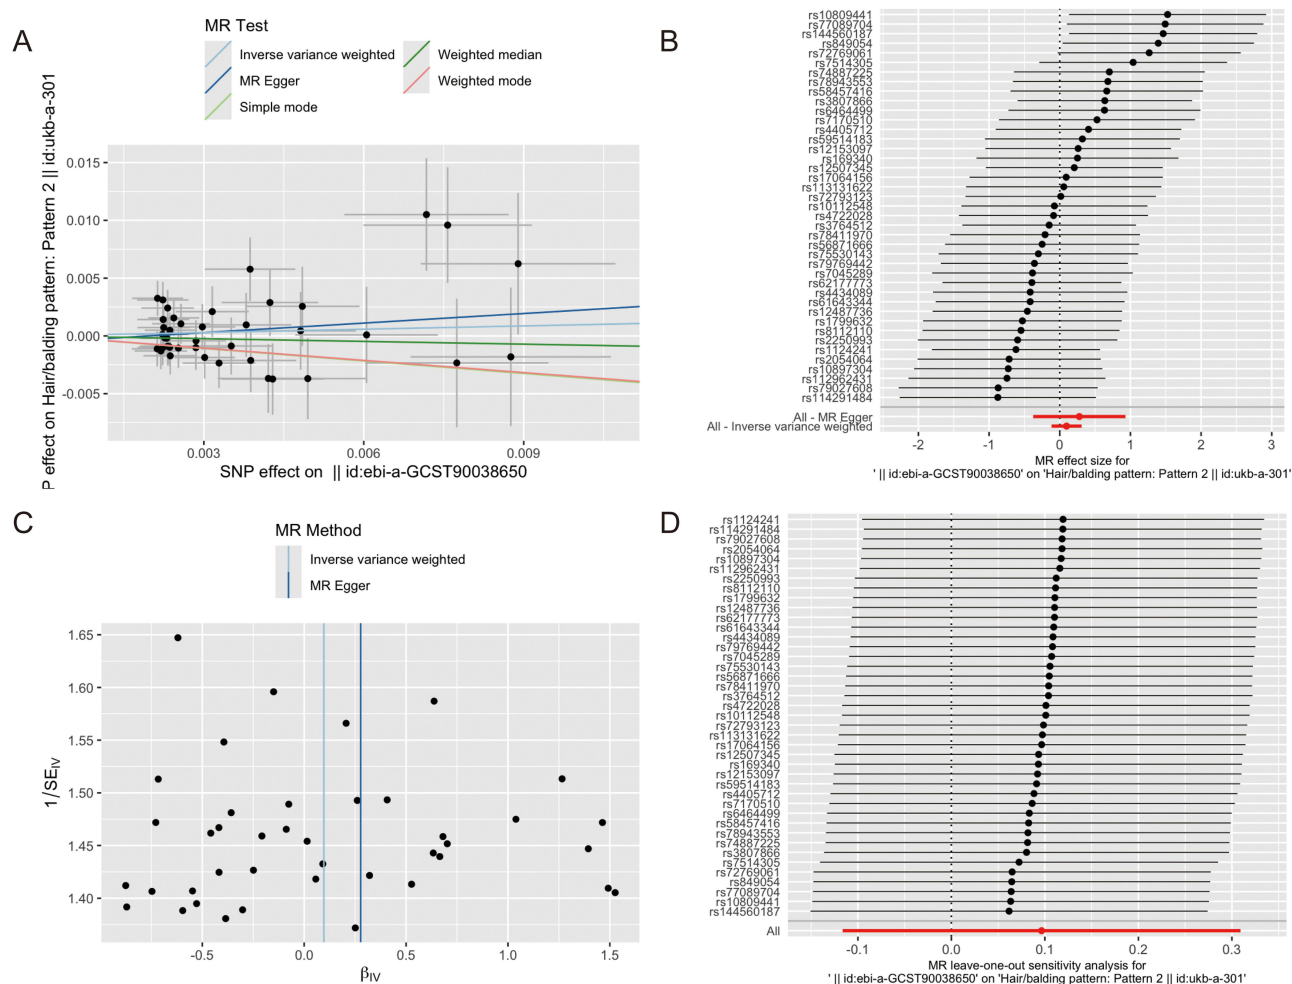 A
MR Test
Inverse variance weighted
MR Egger
Simple mode
Weighted median
Weighted mode
P effect on Hair/balding pattern: Pattern 2 || id:ukb-a-301
0.015
0.010
0.005
0.000
-0.005
0.003
0.006
0.009
SNP effect on || id:ebi-a-GCST90038650
B
rs10809441
rs77089704
rs144560187
rs849054
rs72769061
rs7514305
rs74887225
rs78943553
rs58457416
rs3807866
rs6464499
rs7170510
rs4405712
rs59514183
rs12153097
rs169340
rs12507345
rs17064156
rs113131622
rs72793123
rs10112548
rs4722028
rs3764512
rs78411970
rs56871666
rs75530143
rs79769442
rs7045289
rs62177773
rs4434089
rs61643344
rs12487736
rs1799632
rs8112110
rs2250993
rs1124241
rs2054064
rs10897304
rs112962431
rs79027608
rs114291484
All - MR Egger
All - Inverse variance weighted
-2
-1
0
1
2
3
MR effect size for
' || id:ebi-a-GCST90038650' on 'Hair/balding pattern: Pattern 2 || id:ukb-a-301'
C
MR Method
Inverse variance weighted
MR Egger
1/SEIV
1.65
1.60
1.55
1.50
1.45
1.40
-0.5
0.0
0.5
1.0
1.5
βIV
D
rs1124241
rs114291484
rs79027608
rs2054064
rs10897304
rs112962431
rs2250993
rs8112110
rs1799632
rs12487736
rs62177773
rs61643344
rs4434089
rs79769442
rs7045289
rs75530143
rs56871666
rs78411970
rs3764512
rs4722028
rs10112548
rs72793123
rs113131622
rs17064156
rs12507345
rs169340
rs12153097
rs59514183
rs4405712
rs7170510
rs6464499
rs58457416
rs78943553
rs74887225
rs3807866
rs7514305
rs72769061
rs849054
rs77089704
rs10809441
rs144560187
All
-0.1
0.0
0.1
0.2
0.3
MR leave-one-out sensitivity analysis for
' || id:ebi-a-GCST90038650' on 'Hair/balding pattern: Pattern 2 || id:ukb-a-301'